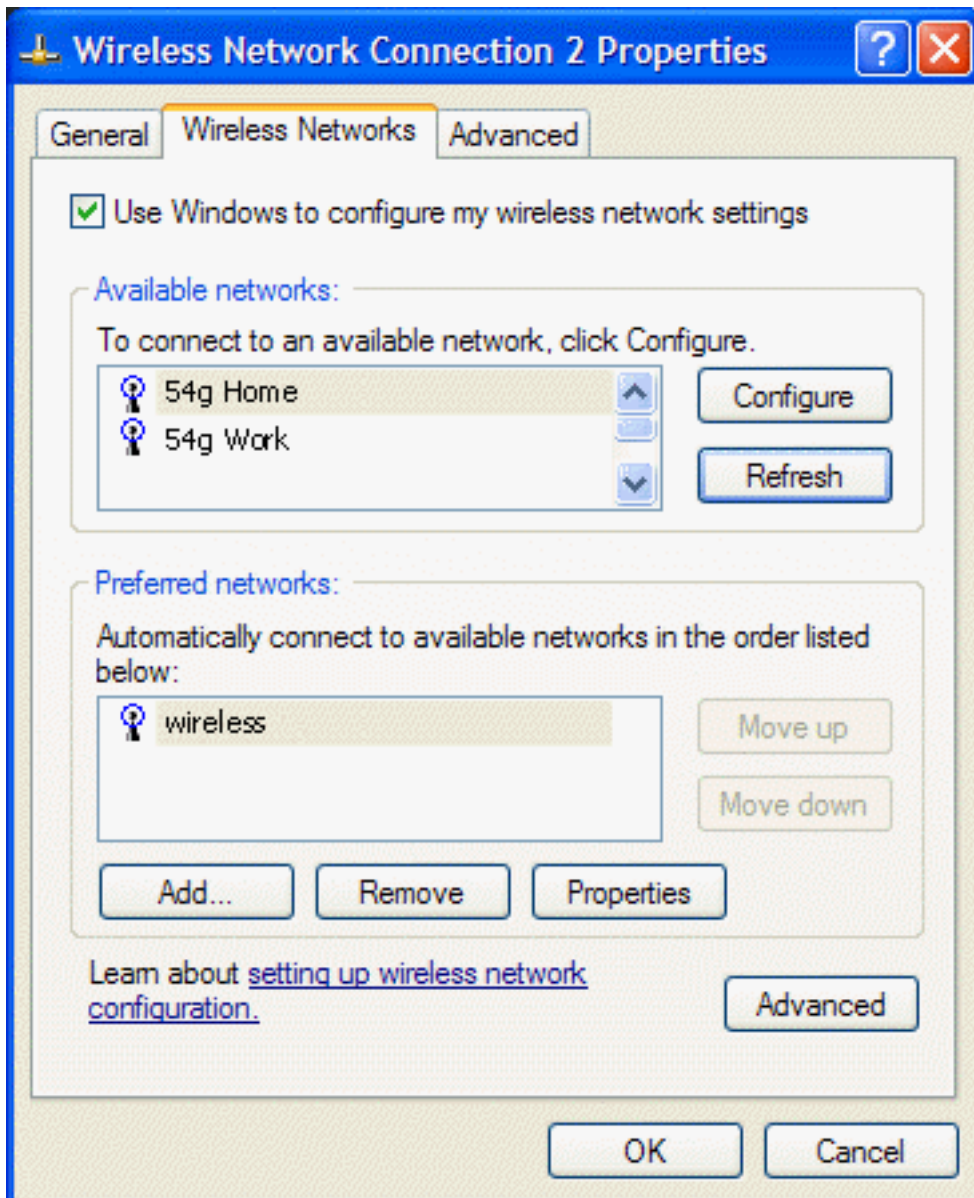 Wireless Network Connection 2 Properties
General
Wireless Networks
Advanced
Use Windows to configure my wireless network settings
Available networks:
To connect to an available network, click Configure.
54g Home
54g Work
Configure
Refresh
Preferred networks:
Automatically connect to available networks in the order listed
below:
wireless
Move up
Move down
Add...
Remove
Properties
Learn about setting up wireless network
configuration.
Advanced
OK
Cancel